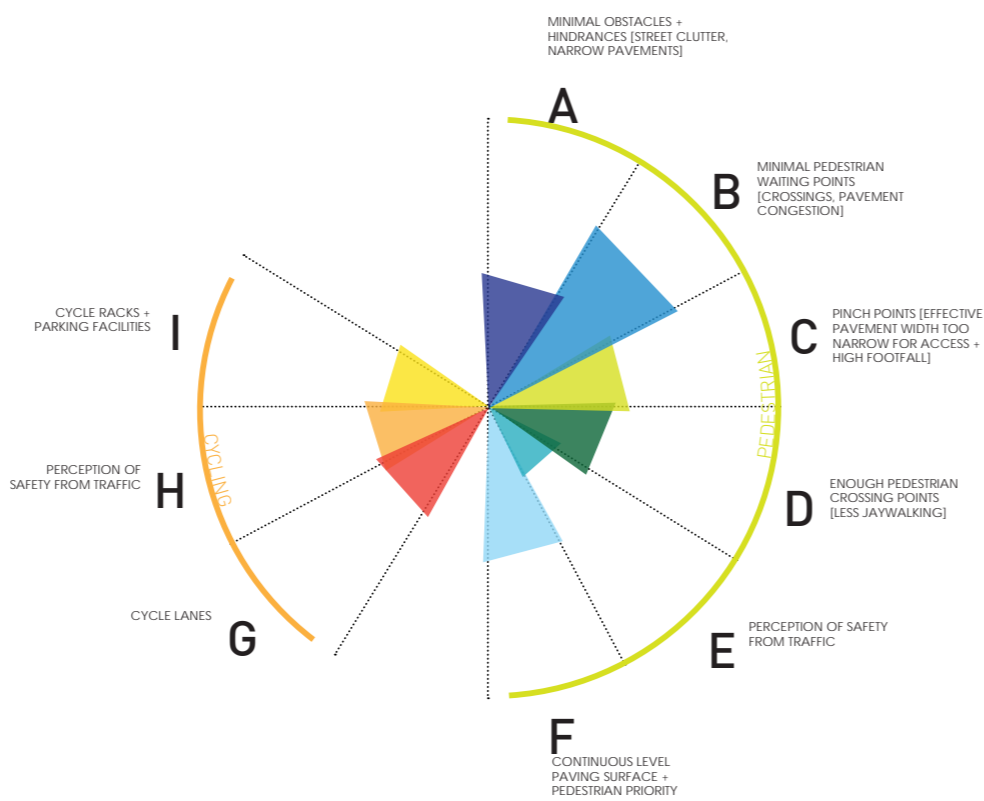 MINIMAL OBSTACLES +
HINDRANCES [STREET CLUTTER,
NARROW PAVEMENTS]
A
B
MINIMAL PEDESTRIAN
WAITING POINTS
[CROSSINGS, PAVEMENT
CONGESTION]
C
PINCH POINTS [EFFECTIVE
PAVEMENT WIDTH TOO
NARROW FOR ACCESS +
HIGH FOOTFALL]
PEDESTRIAN
D
ENOUGH PEDESTRIAN
CROSSING POINTS
[LESS JAYWALKING]
E
PERCEPTION OF SAFETY
FROM TRAFFIC
F
CONTINUOUS LEVEL
PAVING SURFACE +
PEDESTRIAN PRIORITY
G
CYCLE LANES
H
PERCEPTION OF
SAFETY FROM TRAFFIC
CYCLING
I
CYCLE RACKS +
PARKING FACILITIES